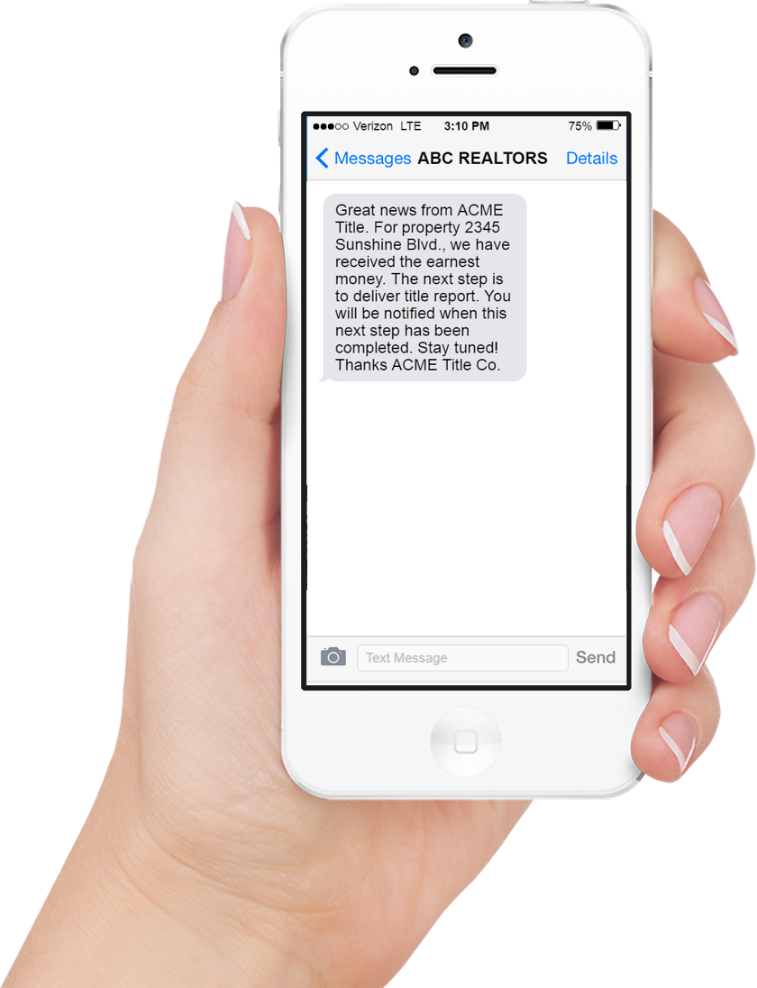 ●●●○○ Verizon LTE 3:10 PM 75%
Messages ABC REALTORS Details
Great news from ACME
Title. For property 2345
Sunshine Blvd., we have
received the earnest
money. The next step is
to deliver title report. You
will be notified when this
next step has been
completed. Stay tuned!
Thanks ACME Title Co.
Text Message Send